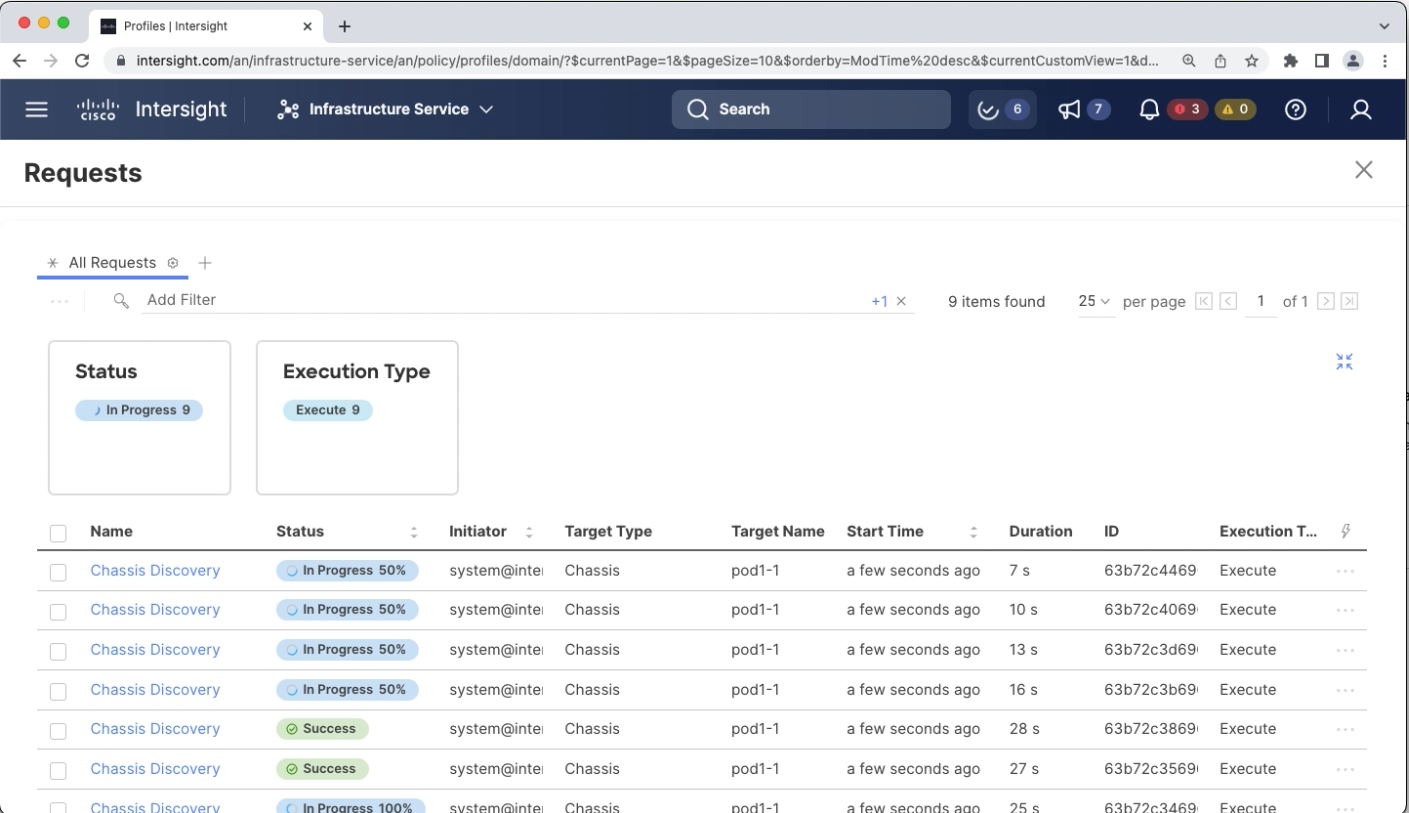 Profiles | Intersight
intersight.com/an/infrastructure-service/an/policy/profiles/domain/?$currentPage=1&$pageSize=10&$orderby=ModTime%20desc&$currentCustomView=1&d...
cisco Intersight Infrastructure Service Search 6 7 3 0
Requests
All Requests
Add Filter +1 9 items found 25 per page 1 of 1
Status Execution Type
In Progress 9 Execute 9
Name Status Initiator Target Type Target Name Start Time Duration ID Execution T...
Chassis Discovery In Progress 50% system@inter Chassis pod1-1 a few seconds ago 7 s 63b72c4469 Execute
Chassis Discovery In Progress 50% system@inter Chassis pod1-1 a few seconds ago 10 s 63b72c4069 Execute
Chassis Discovery In Progress 50% system@inter Chassis pod1-1 a few seconds ago 13 s 63b72c3d69 Execute
Chassis Discovery In Progress 50% system@inter Chassis pod1-1 a few seconds ago 16 s 63b72c3b69 Execute
Chassis Discovery Success system@inter Chassis pod1-1 a few seconds ago 28 s 63b72c3869 Execute
Chassis Discovery Success system@inter Chassis pod1-1 a few seconds ago 27 s 63b72c3569 Execute
Chassis Discovery In Progress 100% system@inter Chassis pod1-1 a few seconds ago 25 s 63b72c3469 Execute